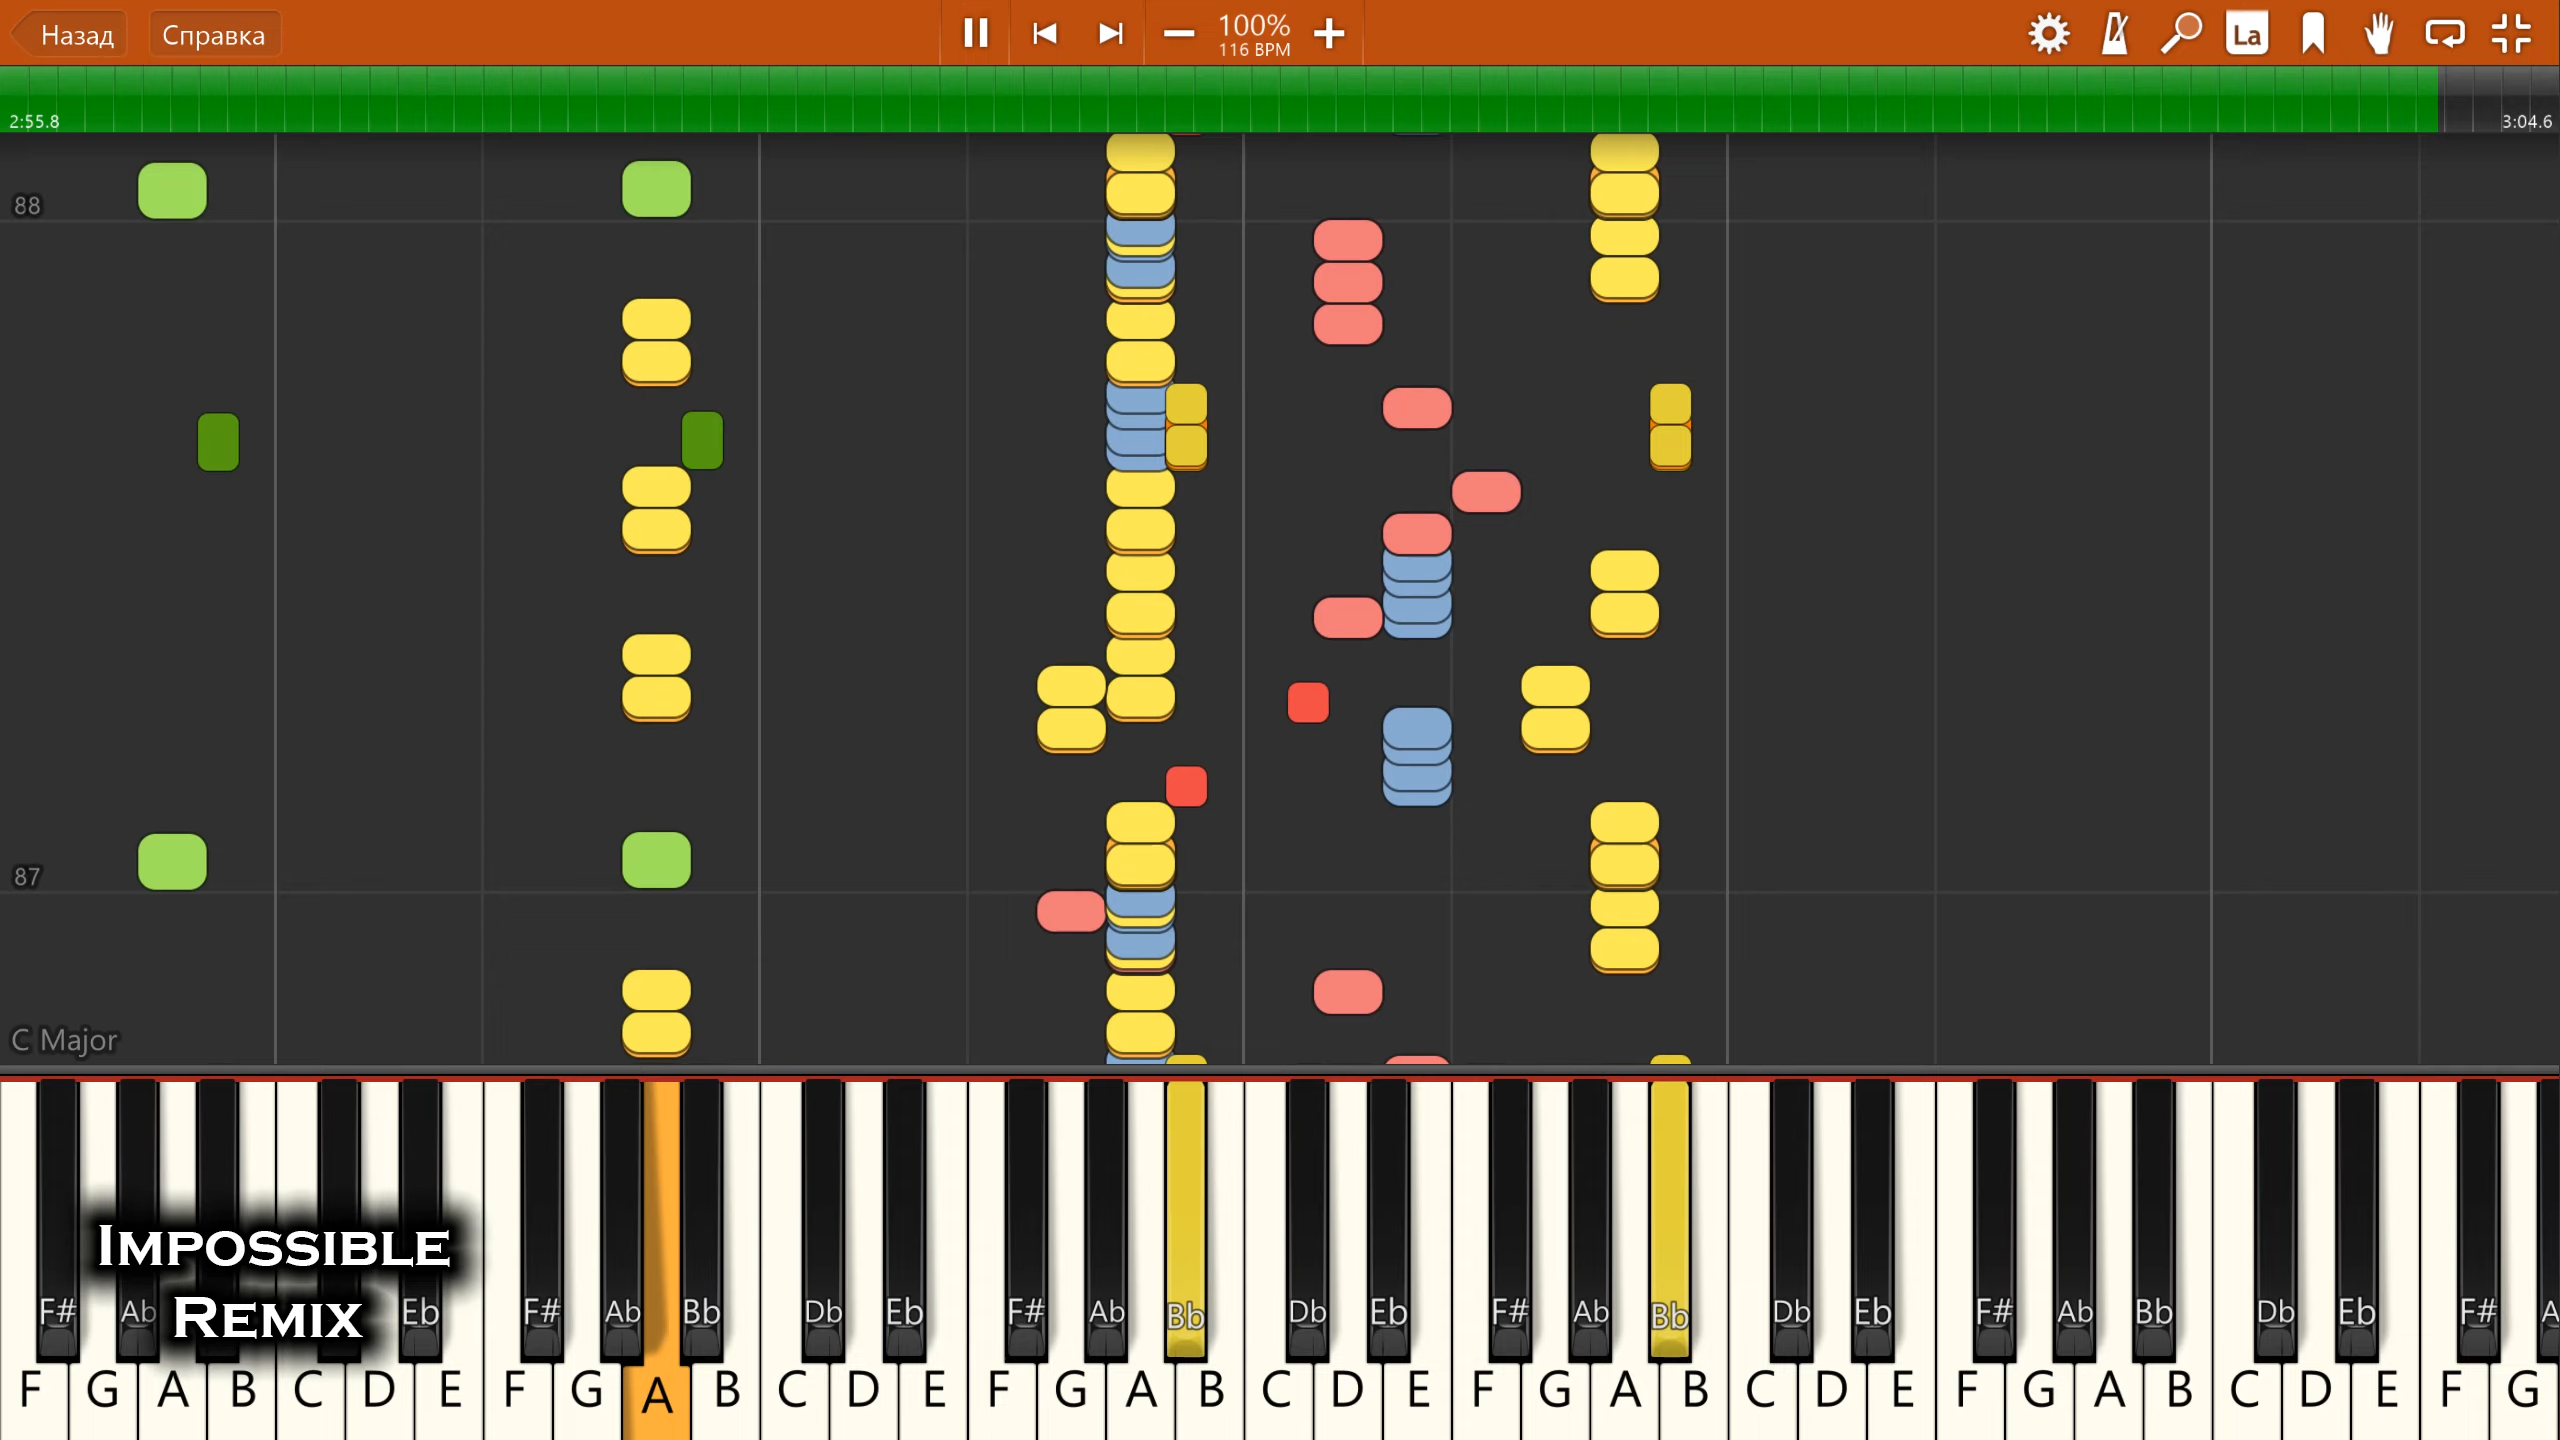 Назад Справка 100% La
116 BPM
2:55.8 3:04.6
88
87
C Major
Impossible
Remix
F# Ab Eb F# Ab Bb Db Eb F# Ab Bb Db Eb F# Ab Bb Db Eb F# Ab Bb Db Eb F# A
F G A B C D E F G A B C D E F G A B C D E F G A B C D E F G A B C D E F G